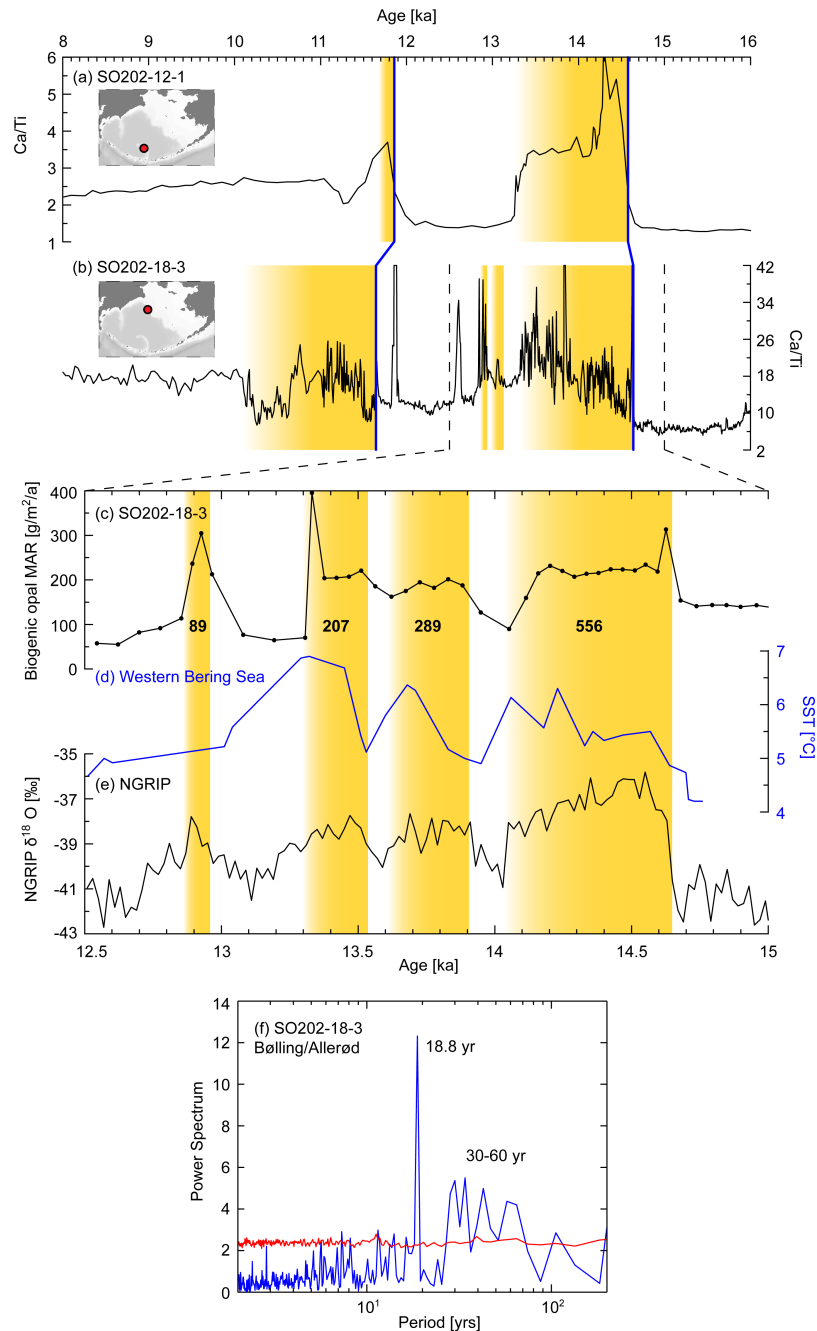 Age [ka]
8 9 10 11 12 13 14 15 16
6
5
4
3
2
1
Ca/Ti
(a) SO202-12-1
(b) SO202-18-3
42
34
26
18
10
2
Ca/Ti
400
300
200
100
0
Biogenic opal MAR [g/m²/a]
(c) SO202-18-3
89 207 289 556
(d) Western Bering Sea
7
6
5
4
SST [°C]
-35
-37
-39
-41
-43
NGRIP δ¹⁸ O [‰]
(e) NGRIP
12.5 13 13.5 14 14.5 15
Age [ka]
14
12
10
8
6
4
2
0
Power Spectrum
(f) SO202-18-3
Bølling/Allerød
18.8 yr
30-60 yr
10¹ 10²
Period [yrs]